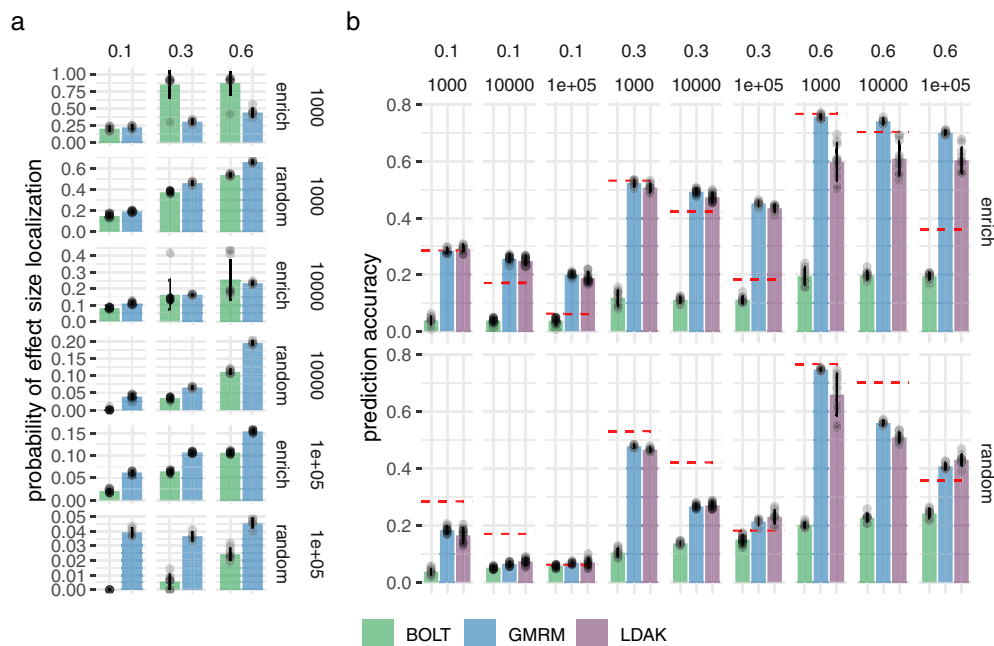 a
0.1 0.3 0.6
probability of effect size localization
1.00
0.75
0.50
0.25
0.00
enrich 1000
0.6
0.4
0.2
0.0
random 1000
0.4
0.3
0.2
0.1
0.0
enrich 10000
0.20
0.15
0.10
0.05
0.00
random 10000
0.15
0.10
0.05
0.00
enrich 1e+05
0.05
0.04
0.03
0.02
0.01
0.00
random 1e+05
b
0.1 0.1 0.1 0.3 0.3 0.3 0.6 0.6 0.6
1000 10000 1e+05 1000 10000 1e+05 1000 10000 1e+05
prediction accuracy
0.8
0.6
0.4
0.2
0.0
enrich
0.8
0.6
0.4
0.2
0.0
random
BOLT GMRM LDAK